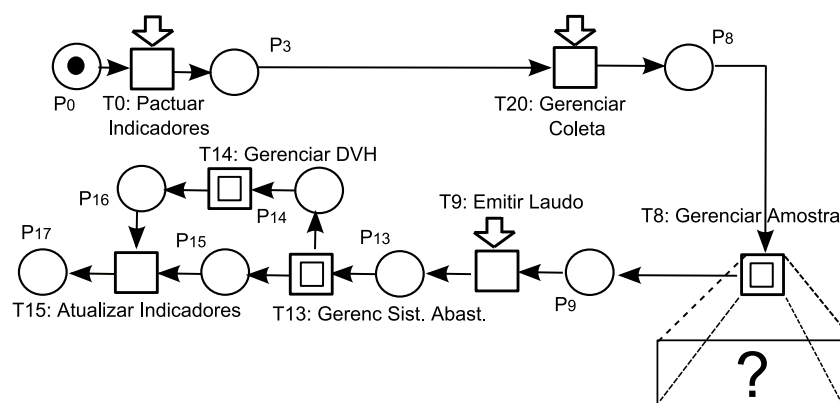 P3
P8
P0
T0: Pactuar
Indicadores
T20: Gerenciar
Coleta
T14: Gerenciar DVH
P16
P14
T9: Emitir Laudo
T8: Gerenciar Amostra
P17
P15
P13
P9
T15: Atualizar Indicadores
T13: Gerenc Sist. Abast.
?